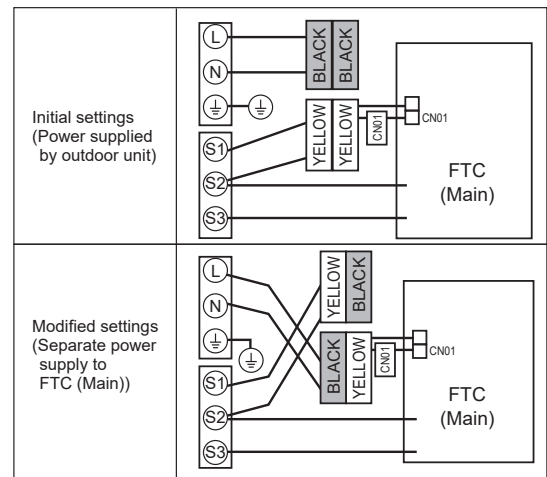 Initial settings
(Power supplied
by outdoor unit)
L
N
S1
S2
S3
BLACK
BLACK
YELLOW
YELLOW
CN01
CN01
FTC
(Main)
Modified settings
(Separate power
supply to
FTC (Main))
L
N
S1
S2
S3
YELLOW
BLACK
BLACK
YELLOW
CN01
CN01
FTC
(Main)